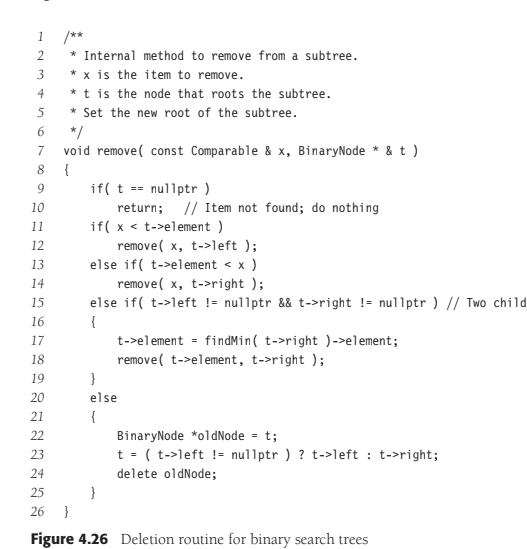 1 /**
2 * Internal method to remove from a subtree.
3 * x is the item to remove.
4 * t is the node that roots the subtree.
5 * Set the new root of the subtree.
6 */
7 void remove( const Comparable & x, BinaryNode * & t )
8 {
9 if( t == nullptr )
10 return; // Item not found; do nothing
11 if( x < t->element )
12 remove( x, t->left );
13 else if( t->element < x )
14 remove( x, t->right );
15 else if( t->left != nullptr && t->right != nullptr ) // Two child
16 {
17 t->element = findMin( t->right )->element;
18 remove( t->element, t->right );
19 }
20 else
21 {
22 BinaryNode *oldNode = t;
23 t = ( t->left != nullptr ) ? t->left : t->right;
24 delete oldNode;
25 }
26 }
Figure 4.26 Deletion routine for binary search trees